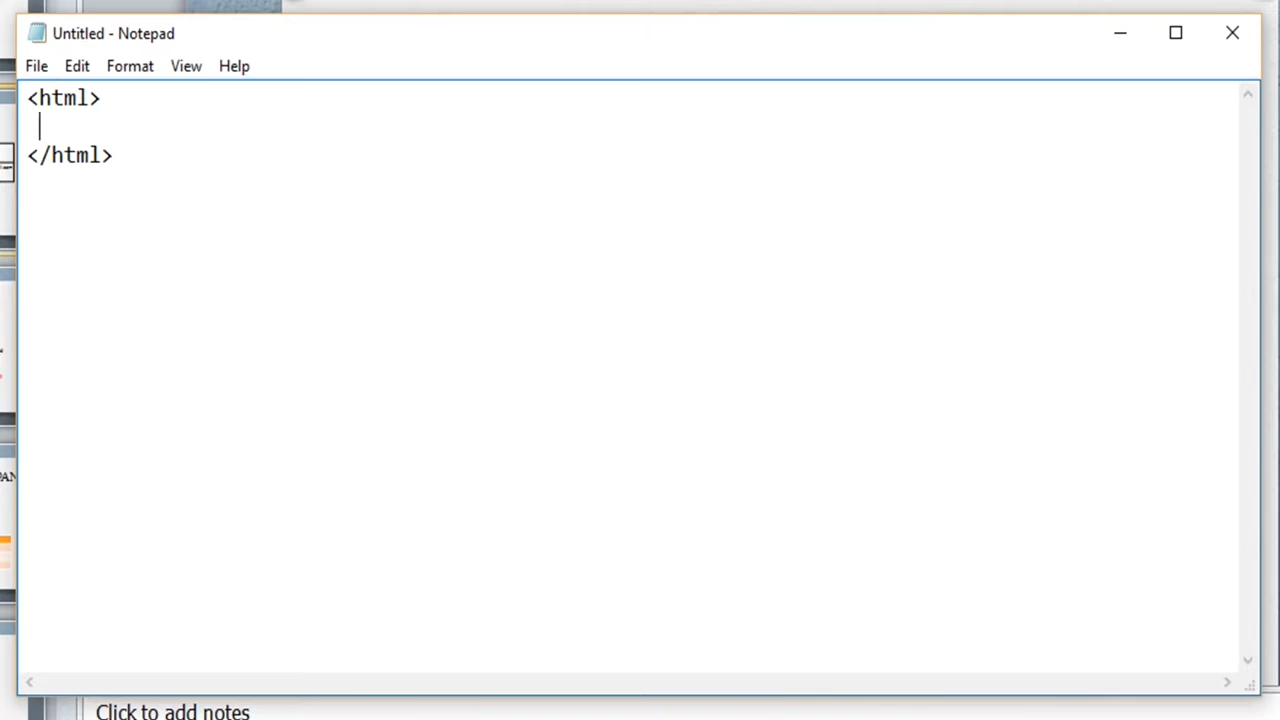 Untitled - Notepad
File Edit Format View Help
<html>
</html>
Click to add notes